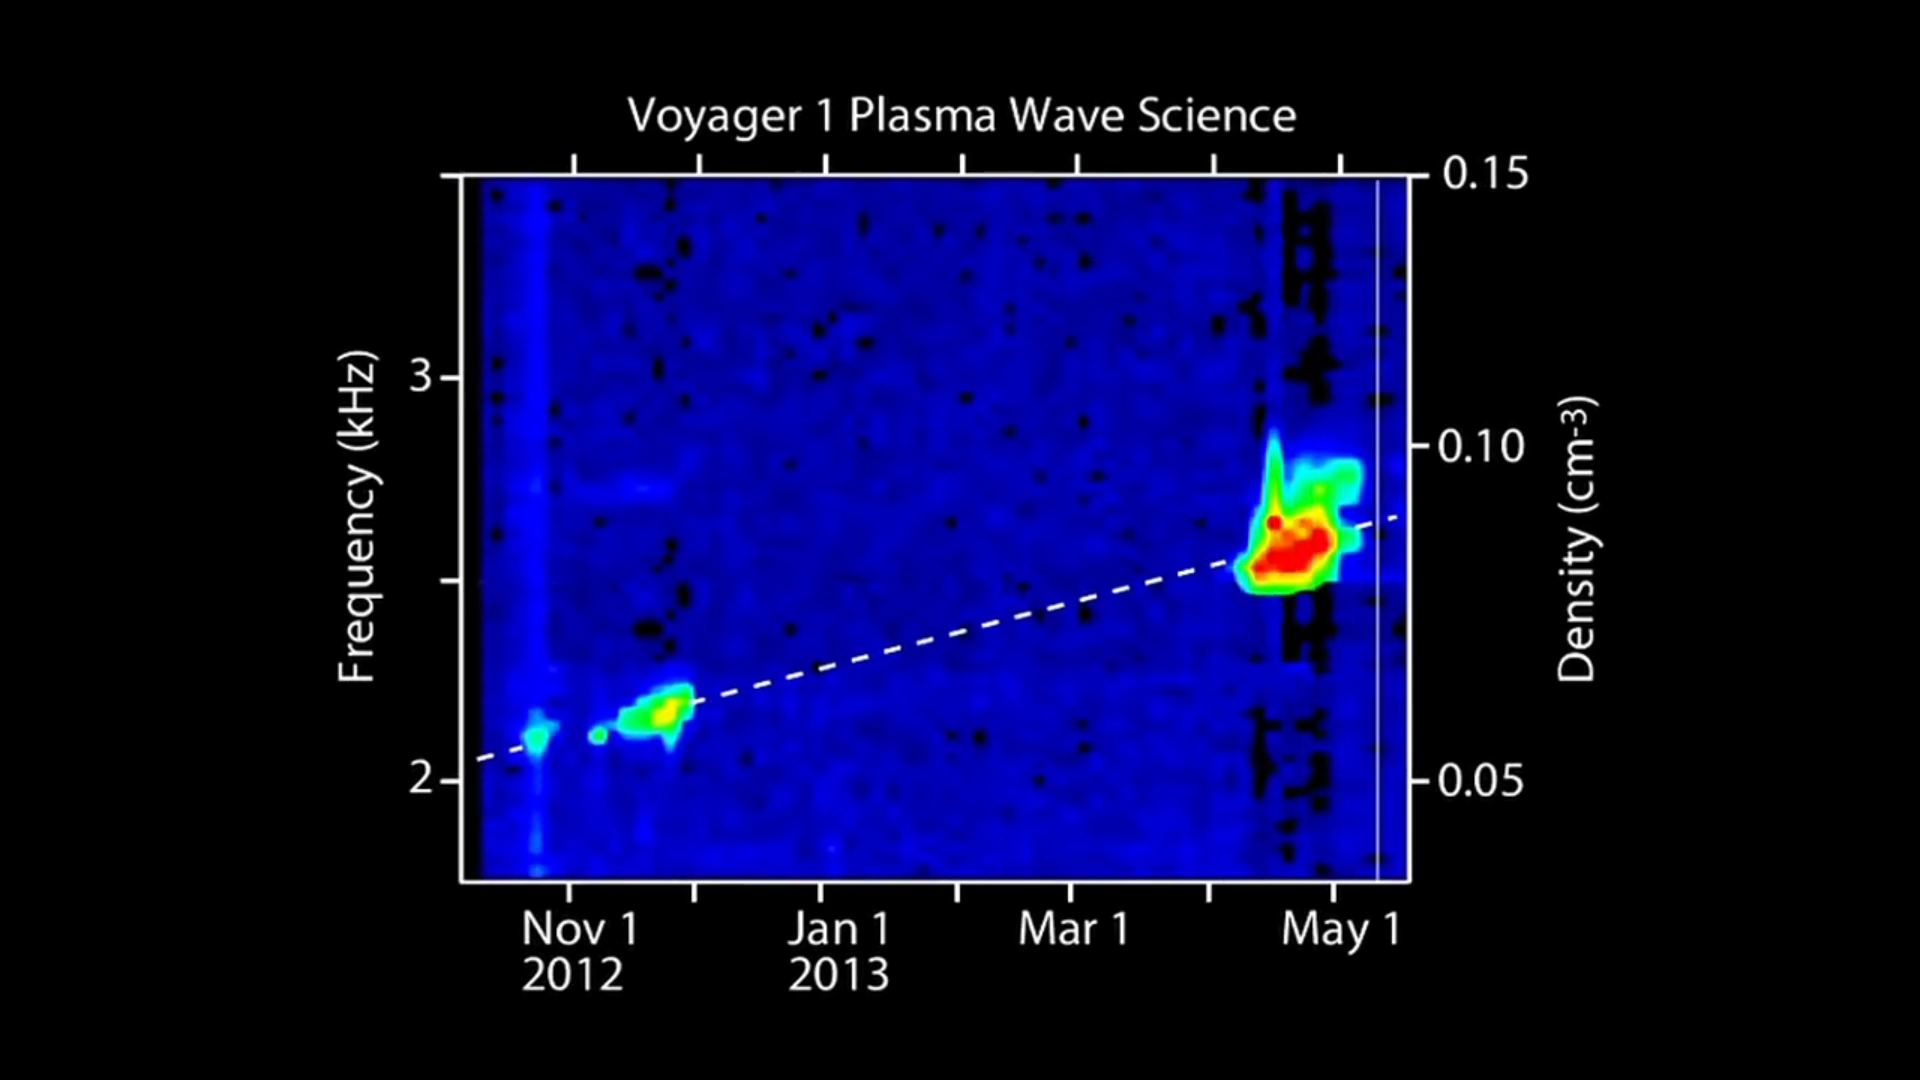 Voyager 1 Plasma Wave Science
0.15
3
0.10
2
0.05
Frequency (kHz)
Density (cm-3)
Nov 1
2012
Jan 1
2013
Mar 1
May 1